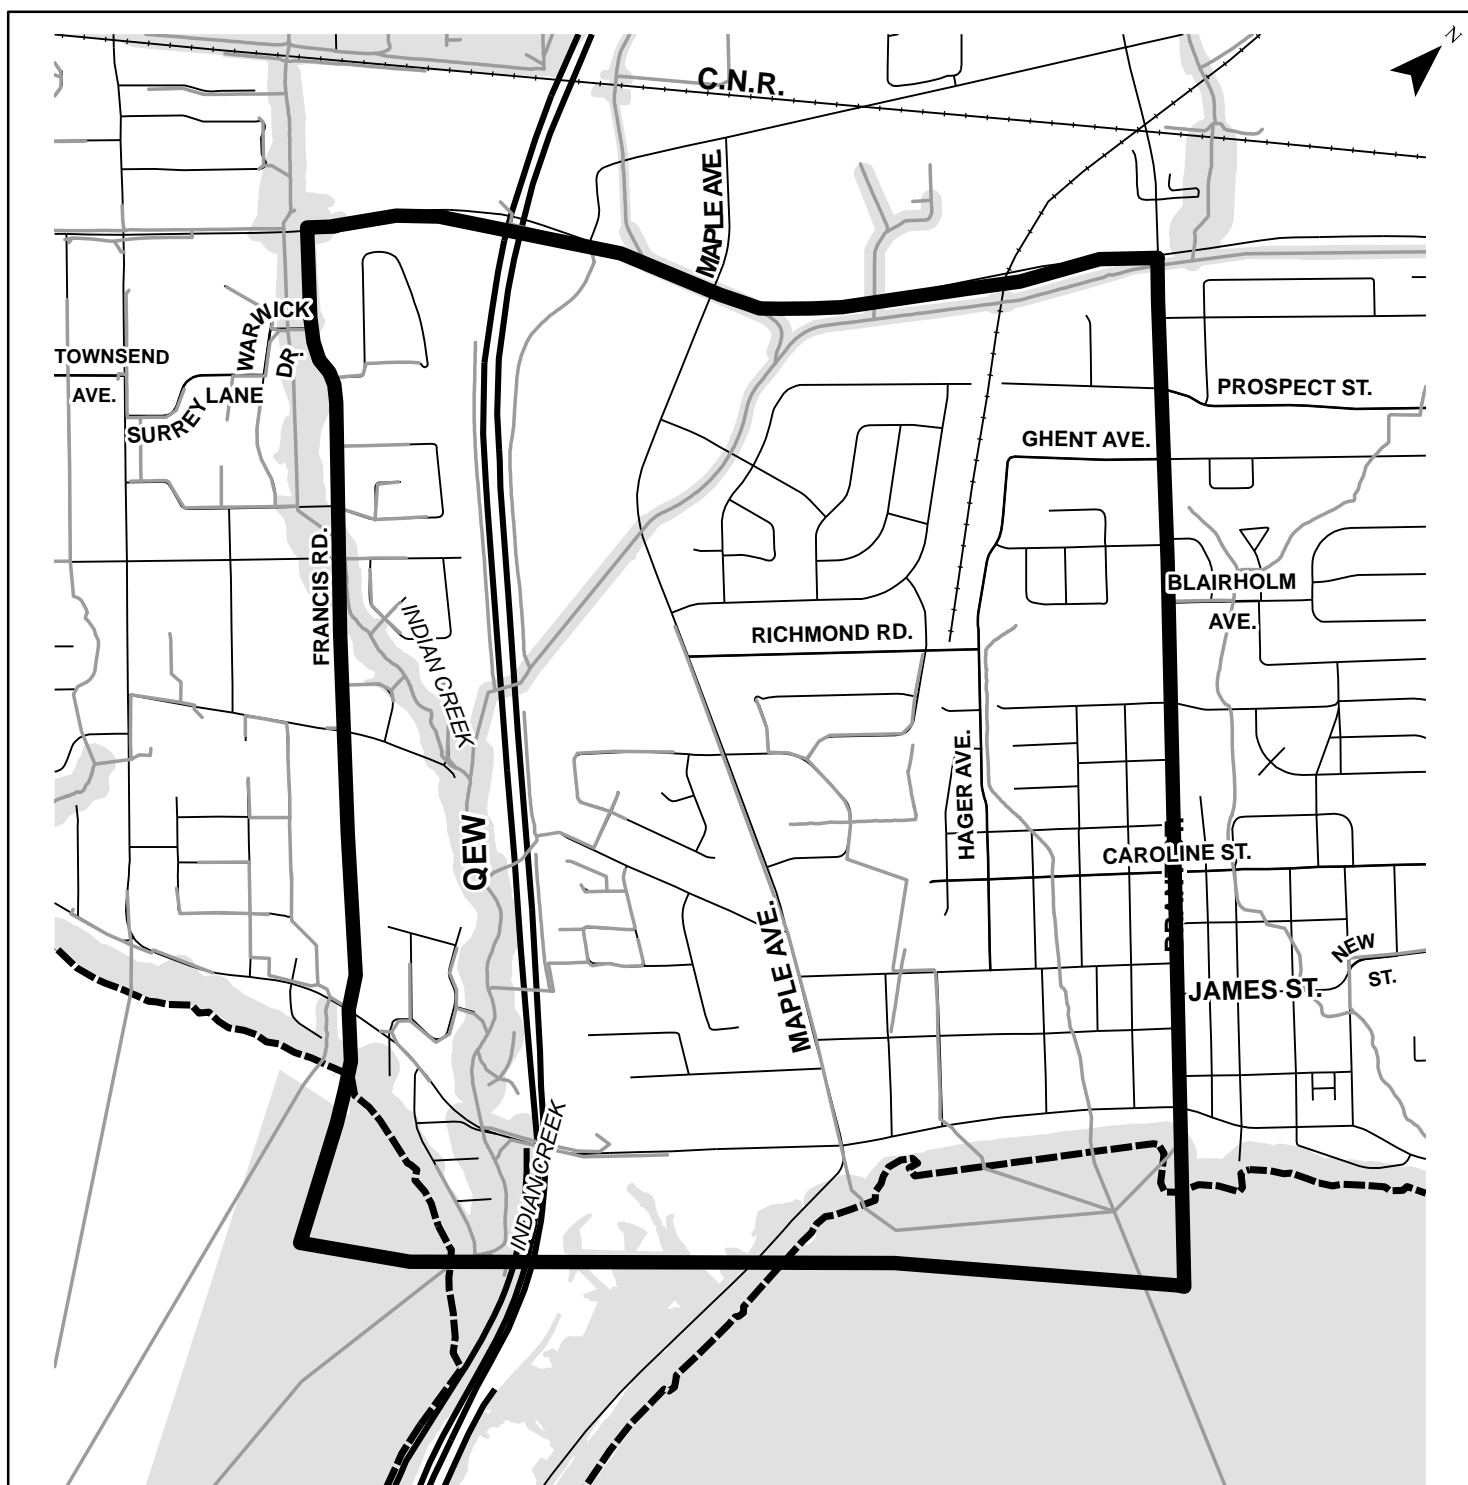 N
C.N.R.
MAPLE AVE.
WARWICK
DR.
TOWNSEND
AVE.
SURREY LANE
PROSPECT ST.
GHENT AVE.
FRANCIS RD.
BLAIRHOLM
AVE.
INDIAN CREEK
RICHMOND RD.
HAGER AVE.
QEW
CAROLINE ST.
MAPLE AVE.
NEW
ST.
JAMES ST.
INDIAN CREEK